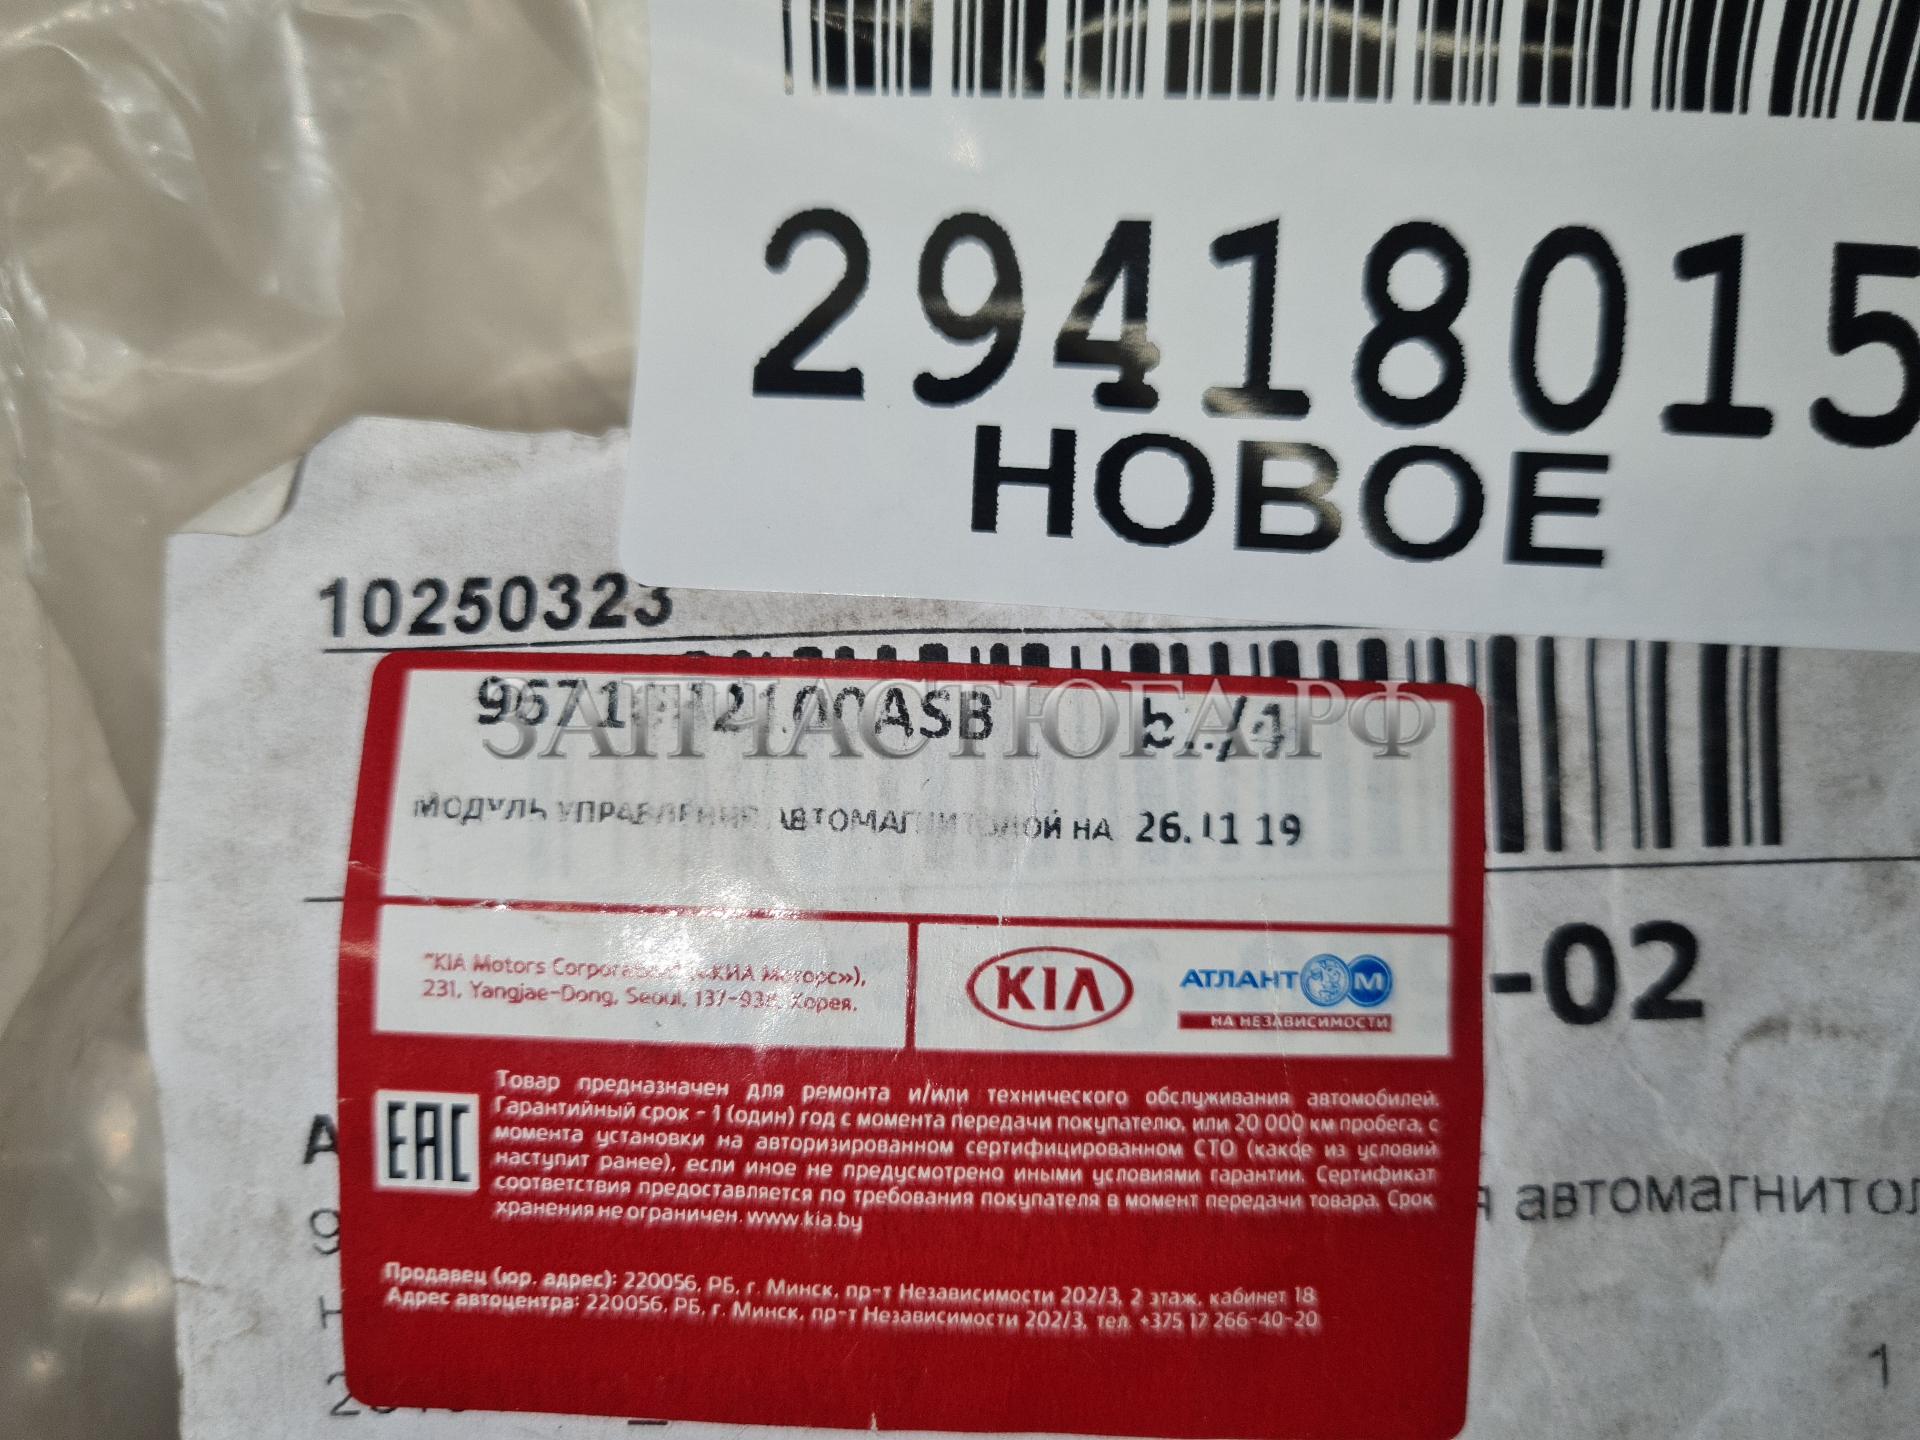 29418015
НОВОЕ
10250323
ЗАПЧАСТЮГА.РФ
МОДУЛЬ УПРАВЛЕНИЯ АВТОМАГНИТОЛОЙ НА 26.11.19
"KIA Motors Corporation" («КИА Моторс»),
231, Yangjae-Dong, Seoul, 137-938, Корея.
KIA
АТЛАНТ М
НА НЕЗАВИСИМОСТИ
-02
EAC
Товар предназначен для ремонта и/или технического обслуживания автомобилей.
Гарантийный срок - 1 (один) год с момента передачи покупателю, или 20 000 км пробега, с
момента установки на авторизированном сертифицированном СТО (какое из условий
наступит ранее), если иное не предусмотрено иными условиями гарантии. Сертификат
соответствия предоставляется по требования покупателя в момент передачи товара. Срок
хранения не ограничен. www.kia.by
я автомагнитол
Продавец (юр. адрес): 220056, РБ, г. Минск, пр-т Независимости 202/3, 2 этаж, кабинет 18
Адрес автоцентра: 220056, РБ, г. Минск, пр-т Независимости 202/3, тел. +375 17 266-40-20
1